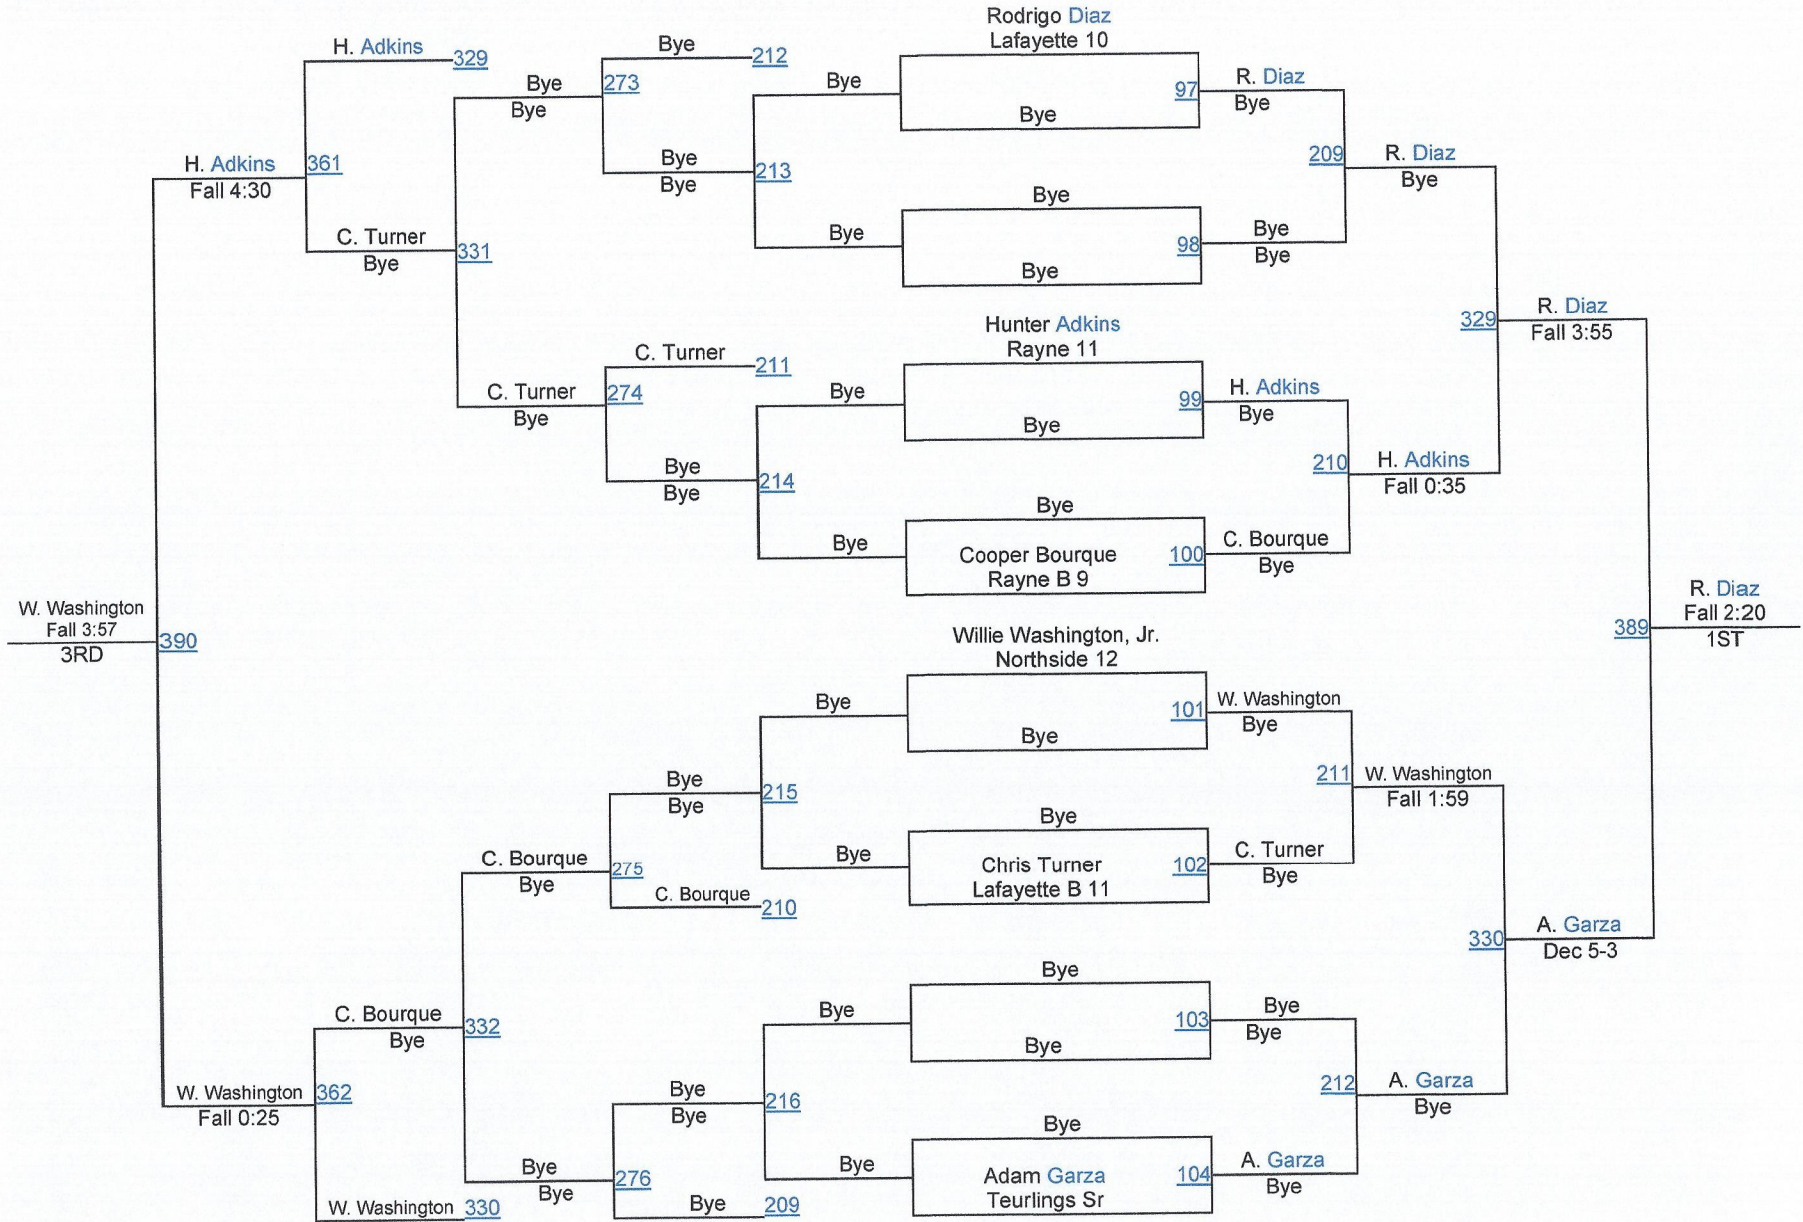 Rodrigo Diaz
Lafayette 10
H. Adkins 329
Bye 212
Bye 273
Bye
Bye
97 R. Diaz
Bye
Bye
H. Adkins 361
Fall 4:30
Bye 213
Bye
209 R. Diaz
Bye
Bye
C. Turner 331
Bye
Bye
98 Bye
Bye
Bye
Hunter Adkins
Rayne 11
329 R. Diaz
Fall 3:55
C. Turner 211
C. Turner 274
Bye
Bye
99 H. Adkins
Bye
Bye
Bye 214
Bye
210 H. Adkins
Fall 0:35
Bye
Bye
Cooper Bourque 100 C. Bourque
Rayne B 9 Bye
W. Washington
Fall 3:57
390
3RD
R. Diaz
Fall 2:20
389
1ST
Willie Washington, Jr.
Northside 12
Bye
101 W. Washington
Bye
Bye
Bye 215
Bye
211 W. Washington
Fall 1:59
Bye
C. Bourque 275
Bye
Bye
Chris Turner 102 C. Turner
Lafayette B 11 Bye
C. Bourque 210
330 A. Garza
Dec 5-3
Bye
C. Bourque 332
Bye
Bye
103 Bye
Bye
Bye
W. Washington 362
Fall 0:25
Bye 216
Bye
212 A. Garza
Bye
Bye
Bye 276
Bye
Bye
Adam Garza 104 A. Garza
Teurlings Sr Bye
W. Washington 330
Bye 209